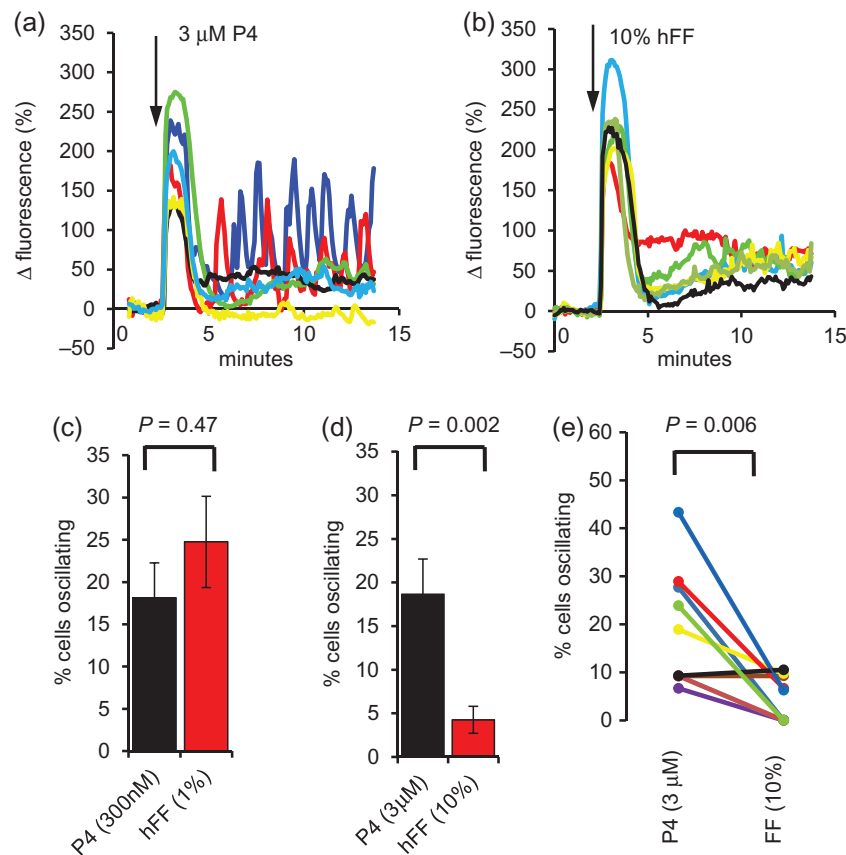 (a)
3 μM P4
Δ fluorescence (%)
350
300
250
200
150
100
50
0
–50
0
5
10
15
minutes
(b)
10% hFF
Δ fluorescence (%)
350
300
250
200
150
100
50
0
–50
0
5
10
15
minutes
(c)
P = 0.47
% cells oscillating
35
30
25
20
15
10
5
0
P4 (300nM)
hFF (1%)
(d)
P = 0.002
% cells oscillating
35
30
25
20
15
10
5
0
P4 (3μM)
hFF (10%)
(e)
P = 0.006
% cells oscillating
60
50
40
30
20
10
0
P4 (3 μM)
FF (10%)